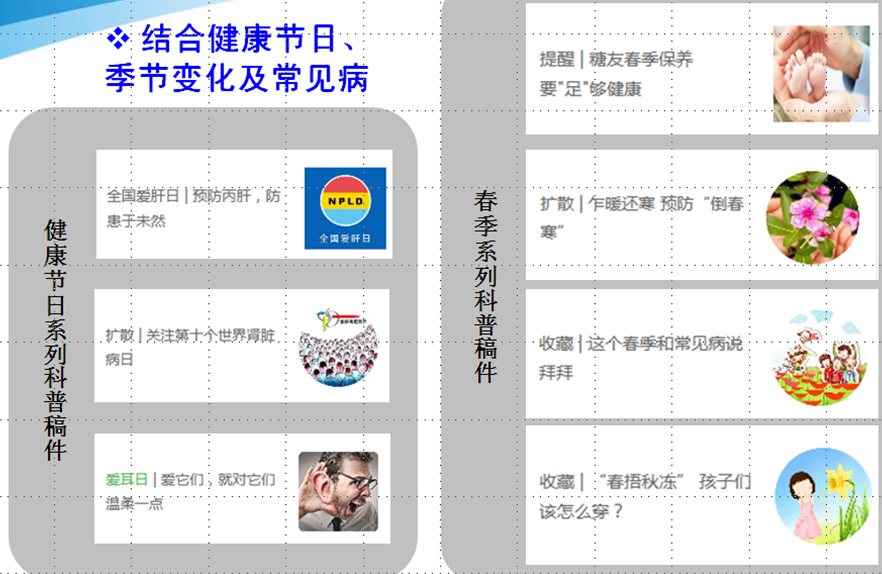 ❖ 结合健康节日、
季节变化及常见病
健康节日系列科普稿件
全国爱肝日 | 预防丙肝，防
患于未然
NPLD
全国爱肝日
扩散 | 关注第十个世界肾脏
病日
爱耳日 | 爱它们，就对它们
温柔一点
春季系列科普稿件
提醒 | 糖友春季保养
要"足"够健康
扩散 | 乍暖还寒 预防“倒春
寒”
收藏 | 这个春季和常见病说
拜拜
收藏 | “春捂秋冻” 孩子们
该怎么穿？